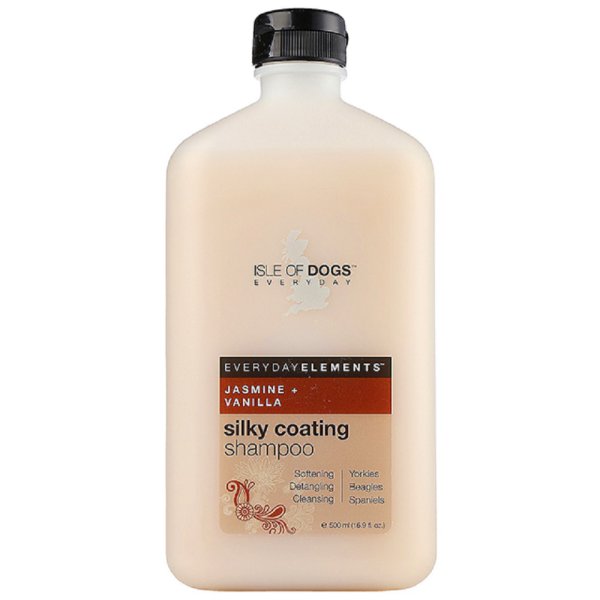 ISLE OF DOGS™
EVERYDAY
EVERYDAYELEMENTS™
JASMINE +
VANILLA
silky coating
shampoo
Softening | Yorkies
Detangling | Beagles
Cleansing | Spaniels
℮ 500 ml (16.9 fl oz.)